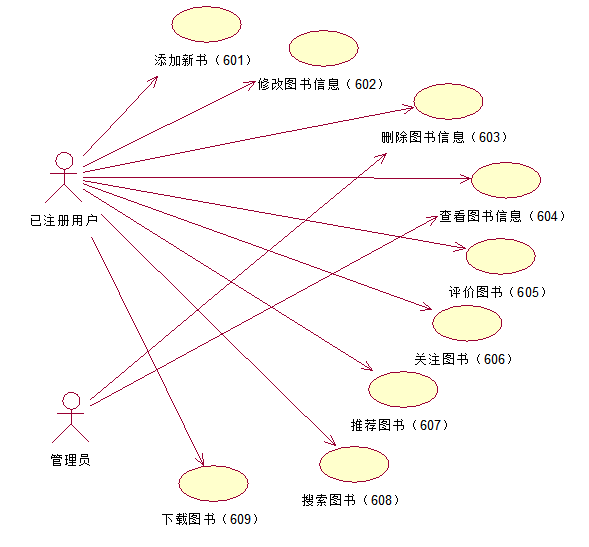 添加新书（601）
修改图书信息（602）
删除图书信息（603）
查看图书信息（604）
已注册用户
评价图书（605）
关注图书（606）
推荐图书（607）
管理员
搜索图书（608）
下载图书（609）